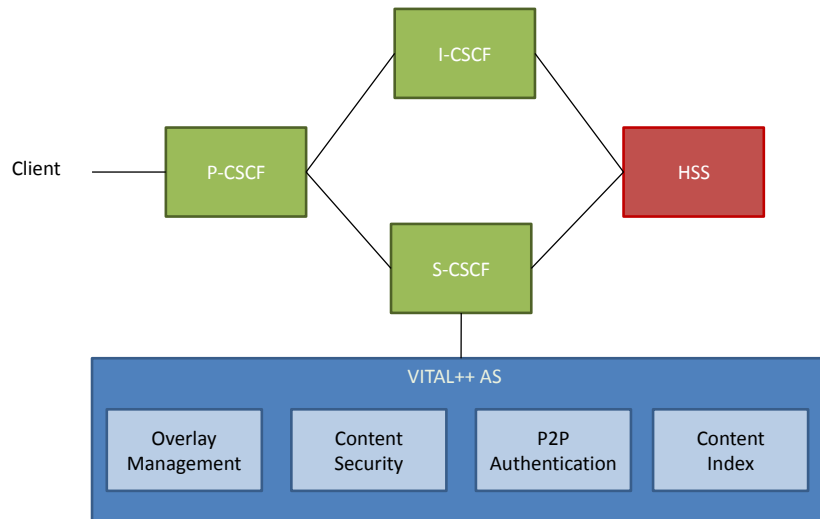 I-CSCF
Client
P-CSCF
HSS
S-CSCF
VITAL++ AS
Overlay
Management
Content
Security
P2P
Authentication
Content
Index